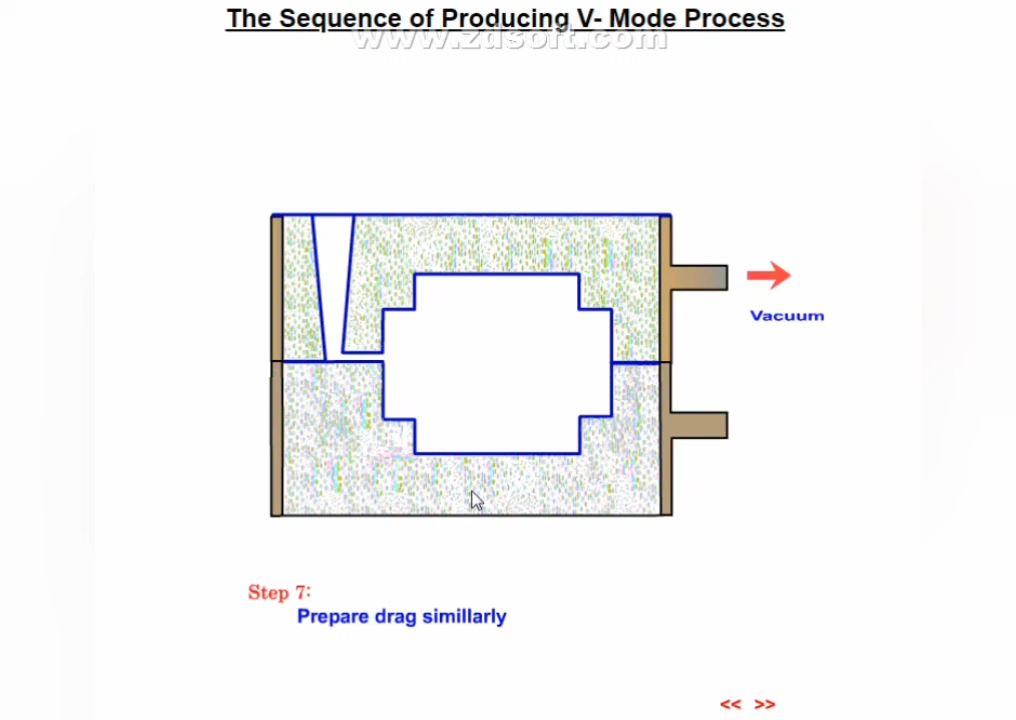 The Sequence of Producing V- Mode Process
www.zdsoft.com
Vacuum
Step 7:
Prepare drag simillarly
<< >>